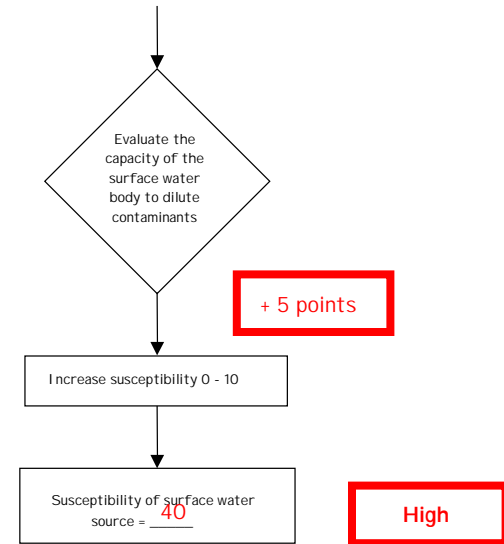 Evaluate the
capacity of the
surface water
body to dilute
contaminants
+ 5 points
Increase susceptibility 0 - 10
Susceptibility of surface water
source = 40
High